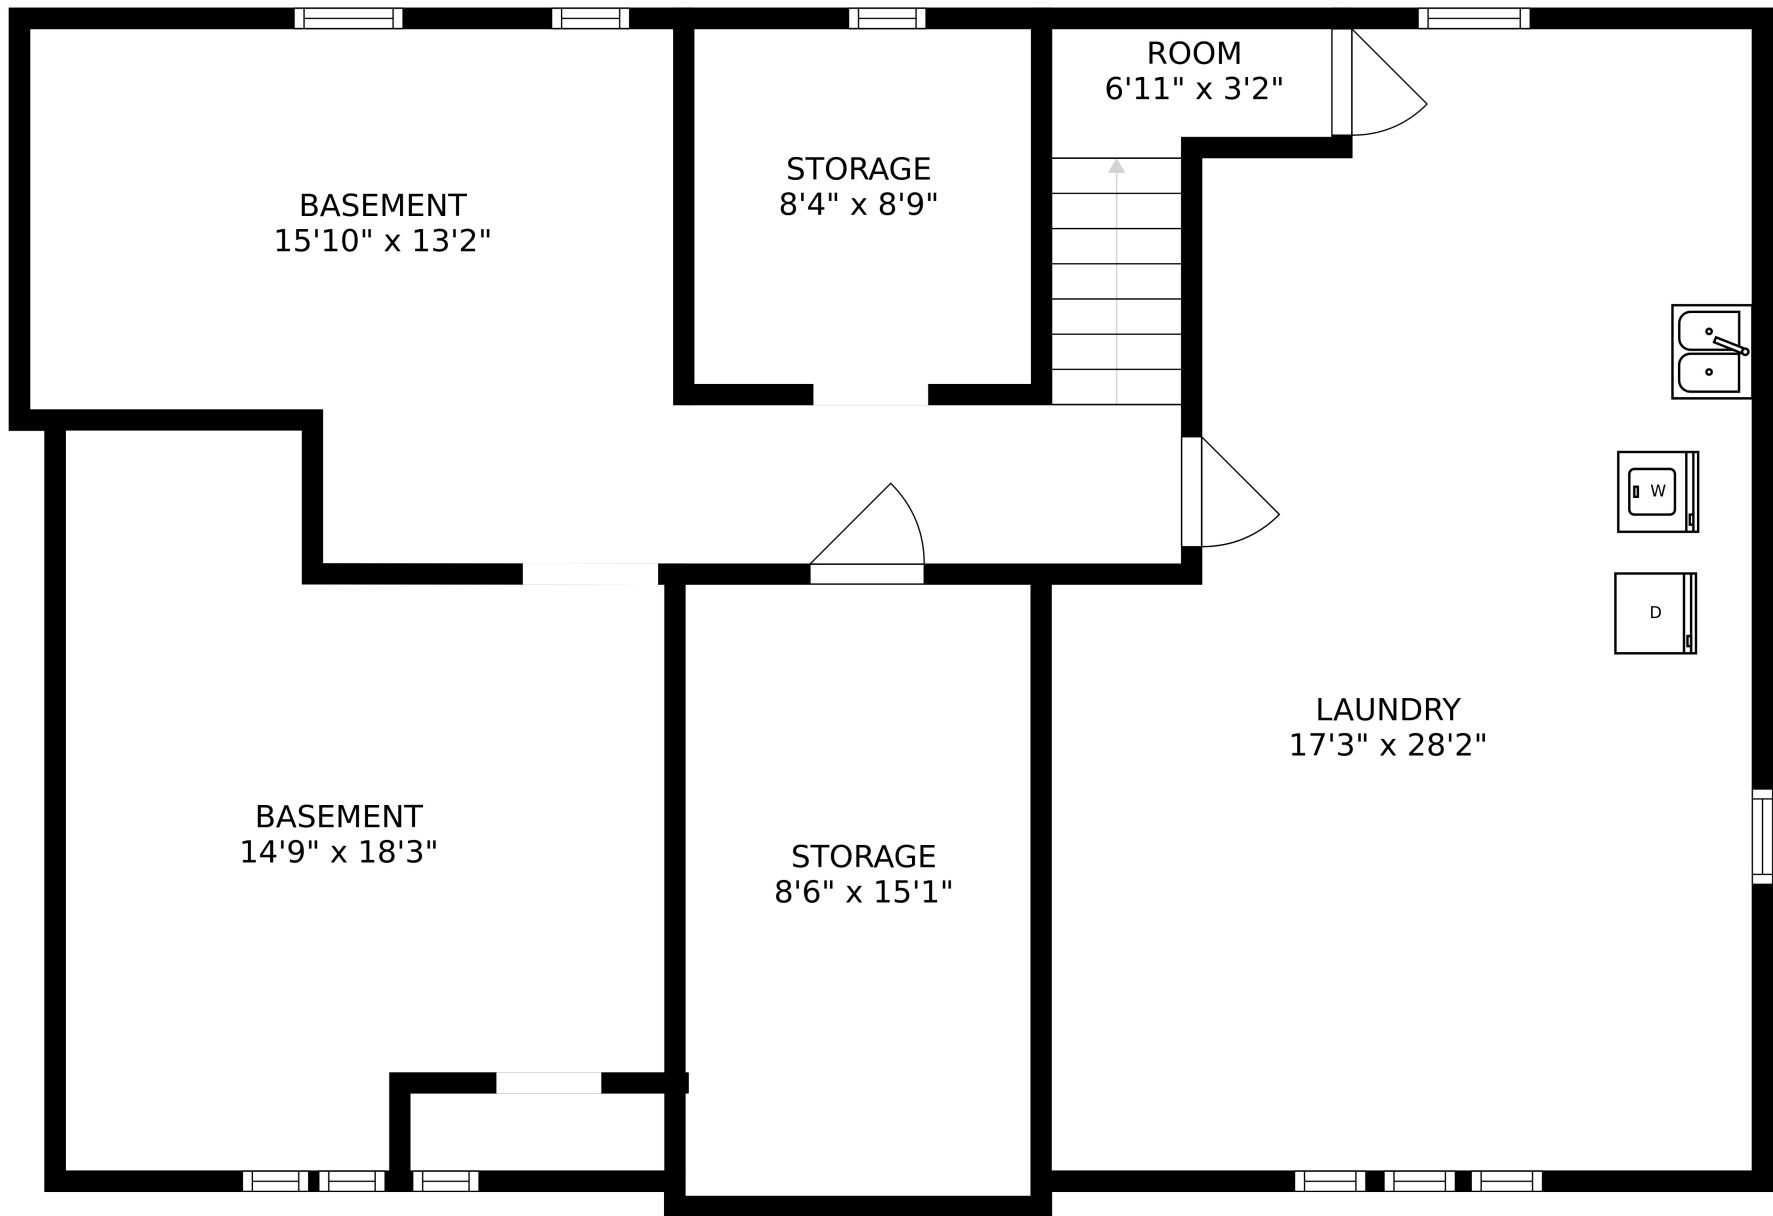 ROOM
6'11" x 3'2"
STORAGE
8'4" x 8'9"
BASEMENT
15'10" x 13'2"
W
D
LAUNDRY
17'3" x 28'2"
BASEMENT
14'9" x 18'3"
STORAGE
8'6" x 15'1"